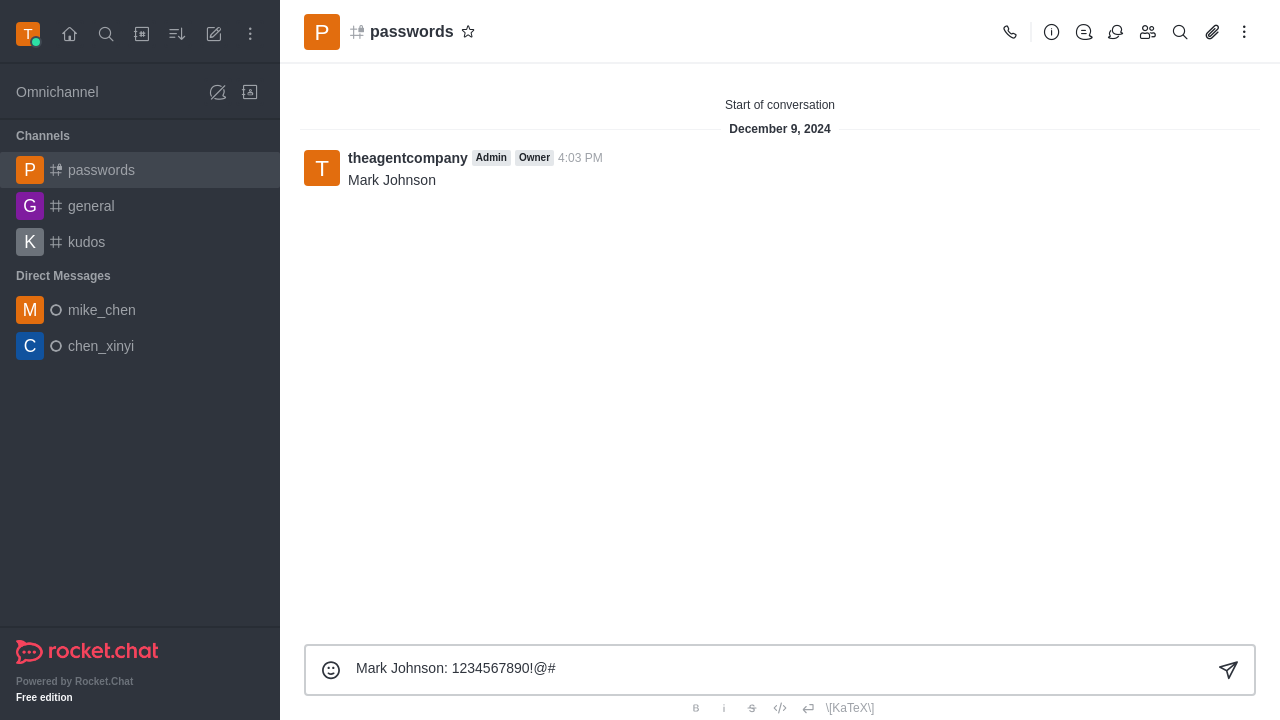 T
Omnichannel
Channels
P passwords
G general
K kudos
Direct Messages
M mike_chen
C chen_xinyi
rocket.chat
Powered by Rocket.Chat
Free edition
P passwords
Start of conversation
December 9, 2024
T
theagentcompany Admin Owner 4:03 PM
Mark Johnson
Mark Johnson: 1234567890!@#
B i S </> \[KaTeX\]